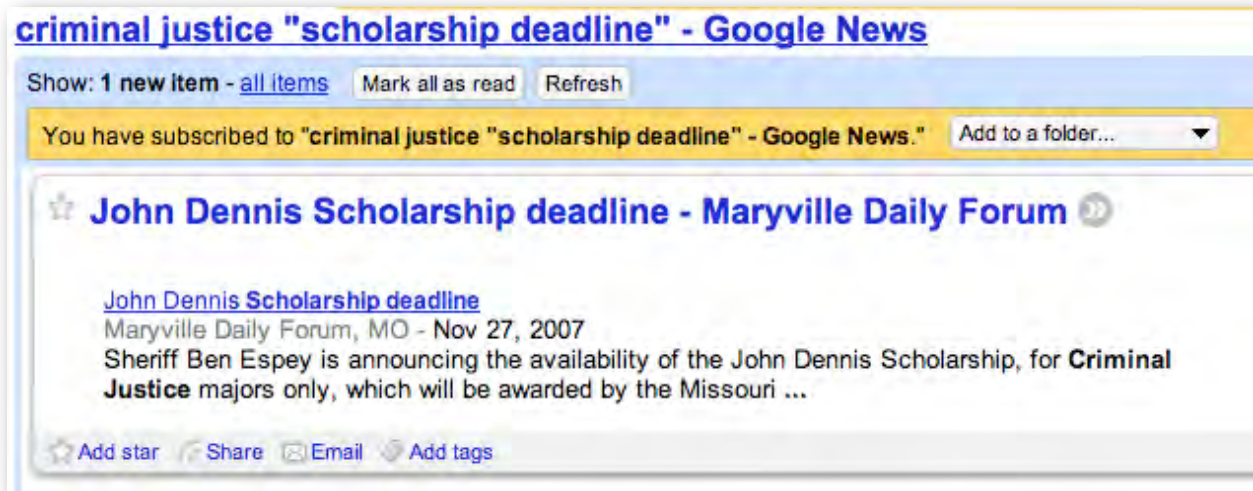 criminal justice "scholarship deadline" - Google News
Show: 1 new item - all items Mark all as read Refresh
You have subscribed to "criminal justice "scholarship deadline" - Google News." Add to a folder...
John Dennis Scholarship deadline - Maryville Daily Forum
John Dennis Scholarship deadline
Maryville Daily Forum, MO - Nov 27, 2007
Sheriff Ben Espey is announcing the availability of the John Dennis Scholarship, for Criminal
Justice majors only, which will be awarded by the Missouri ...
Add star Share Email Add tags